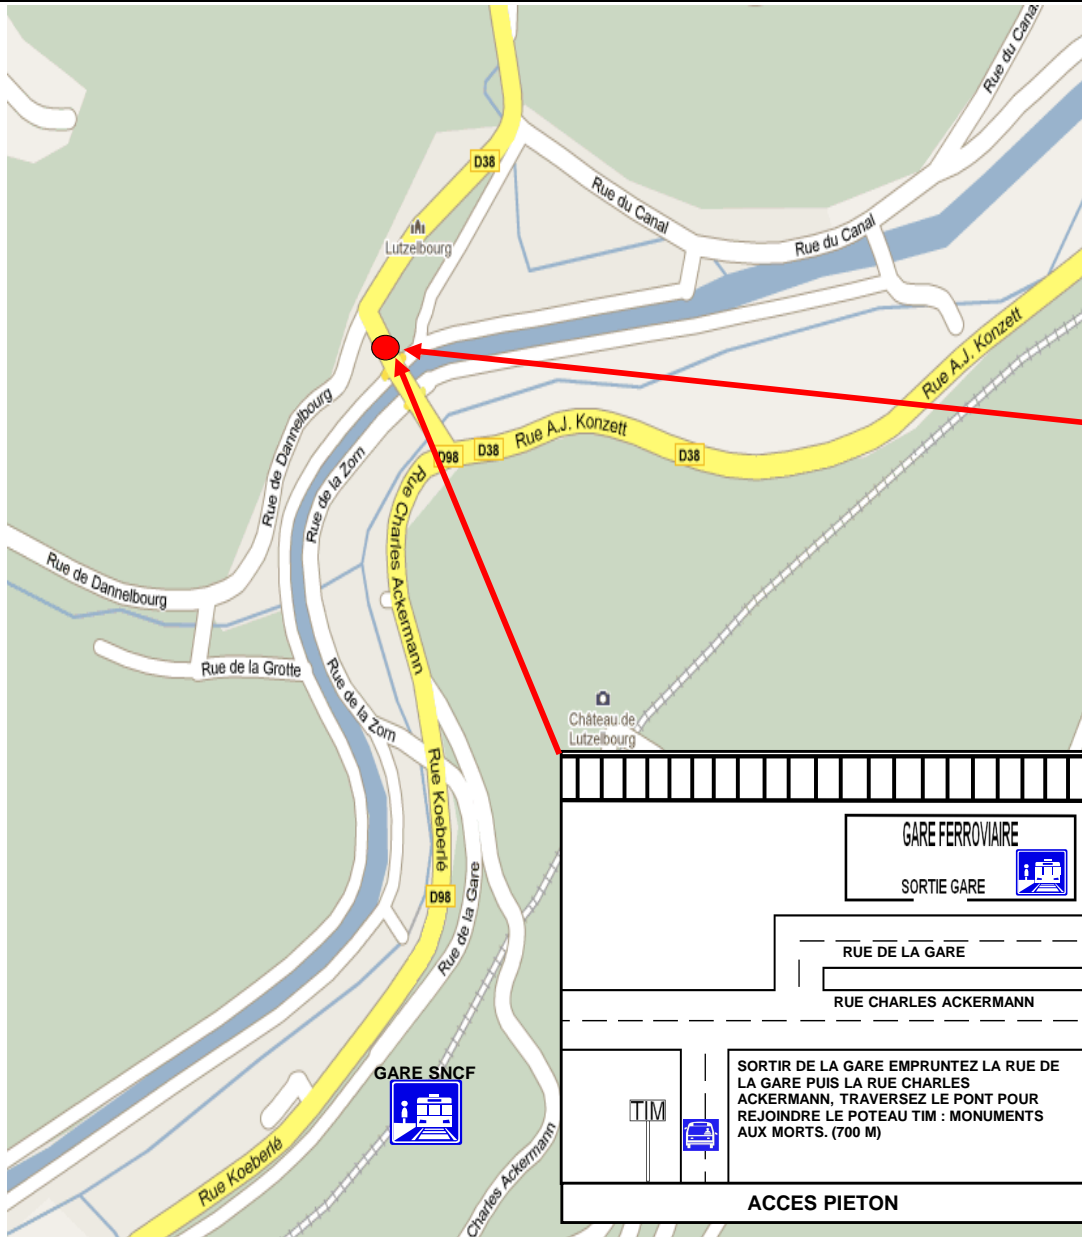 Rue du Canal
D38
Rue du Canal
Lutzelbourg
Rue du Canal
Rue A.J. Konzett
Rue de Dannelbourg
Rue de la Zorn
D98
D38
Rue A.J. Konzett
D38
Rue Charles Ackermann
Rue de Dannelbourg
Rue de la Grotte
Rue de la Zorn
Château de
Lutzelbourg
Rue Koeberlé
D98
Rue de la Gare
GARE FERROVIAIRE
SORTIE GARE
RUE DE LA GARE
RUE CHARLES ACKERMANN
GARE SNCF
SORTIR DE LA GARE EMPRUNTEZ LA RUE DE
LA GARE PUIS LA RUE CHARLES
ACKERMANN, TRAVERSEZ LE PONT POUR
REJOINDRE LE POTEAU TIM : MONUMENTS
AUX MORTS. (700 M)
TIM
Rue Koeberlé
Charles Ackermann
ACCES PIETON